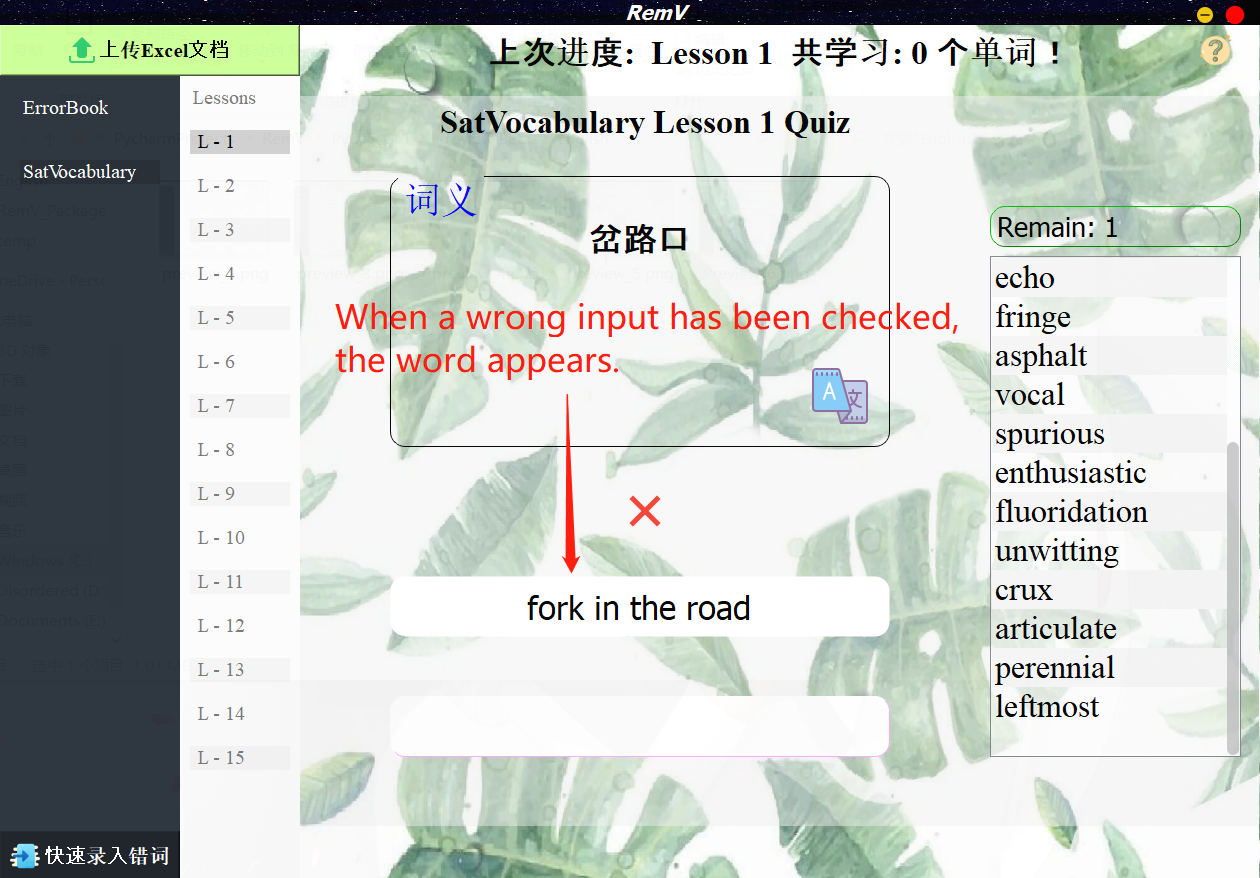 RemV
上传Excel文档
上次进度: Lesson 1 共学习: 0 个单词！
?
ErrorBook
SatVocabulary
Lessons
L - 1
L - 2
L - 3
L - 4
L - 5
L - 6
L - 7
L - 8
L - 9
L - 10
L - 11
L - 12
L - 13
L - 14
L - 15
快速录入错词
SatVocabulary Lesson 1 Quiz
词义
岔路口
When a wrong input has been checked,
the word appears.
A 文
fork in the road
Remain: 1
echo
fringe
asphalt
vocal
spurious
enthusiastic
fluoridation
unwitting
crux
articulate
perennial
leftmost